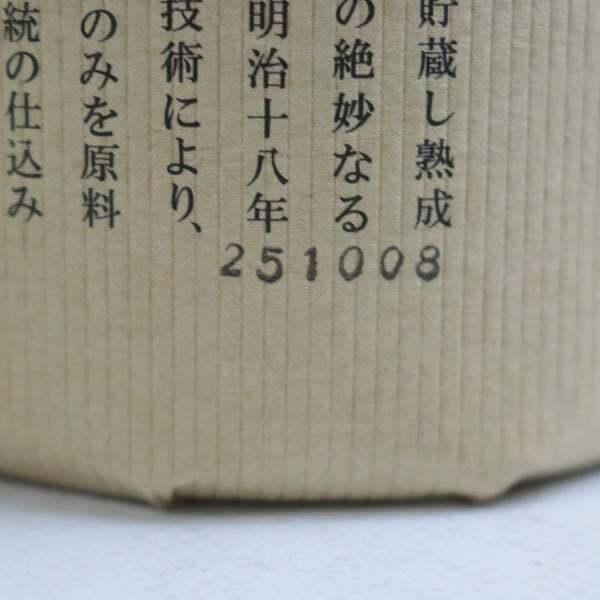 貯蔵し熟成
の絶妙なる
明治十八年
技術により、
のみを原料
統の仕込み
251008